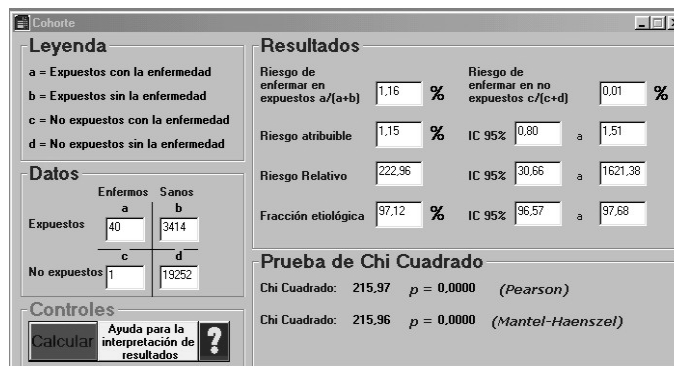 Cohorte
Leyenda
a = Expuestos con la enfermedad
b = Expuestos sin la enfermedad
c = No expuestos con la enfermedad
d = No expuestos sin la enfermedad
Datos
Enfermos Sanos
a b
Expuestos 40 3414
c d
No expuestos 1 19252
Controles
Calcular
Ayuda para la
interpretación de
resultados
?
Resultados
Riesgo de
enfermar en
expuestos a/(a+b) 1,16 %
Riesgo de
enfermar en no
expuestos c/(c+d) 0,01 %
Riesgo atribuible 1,15 % IC 95% 0,80 a 1,51
Riesgo Relativo 222,96 IC 95% 30,66 a 1621,38
Fracción etiológica 97,12 % IC 95% 96,57 a 97,68
Prueba de Chi Cuadrado
Chi Cuadrado: 215,97 p = 0,0000 (Pearson)
Chi Cuadrado: 215,96 p = 0,0000 (Mantel-Haenszel)